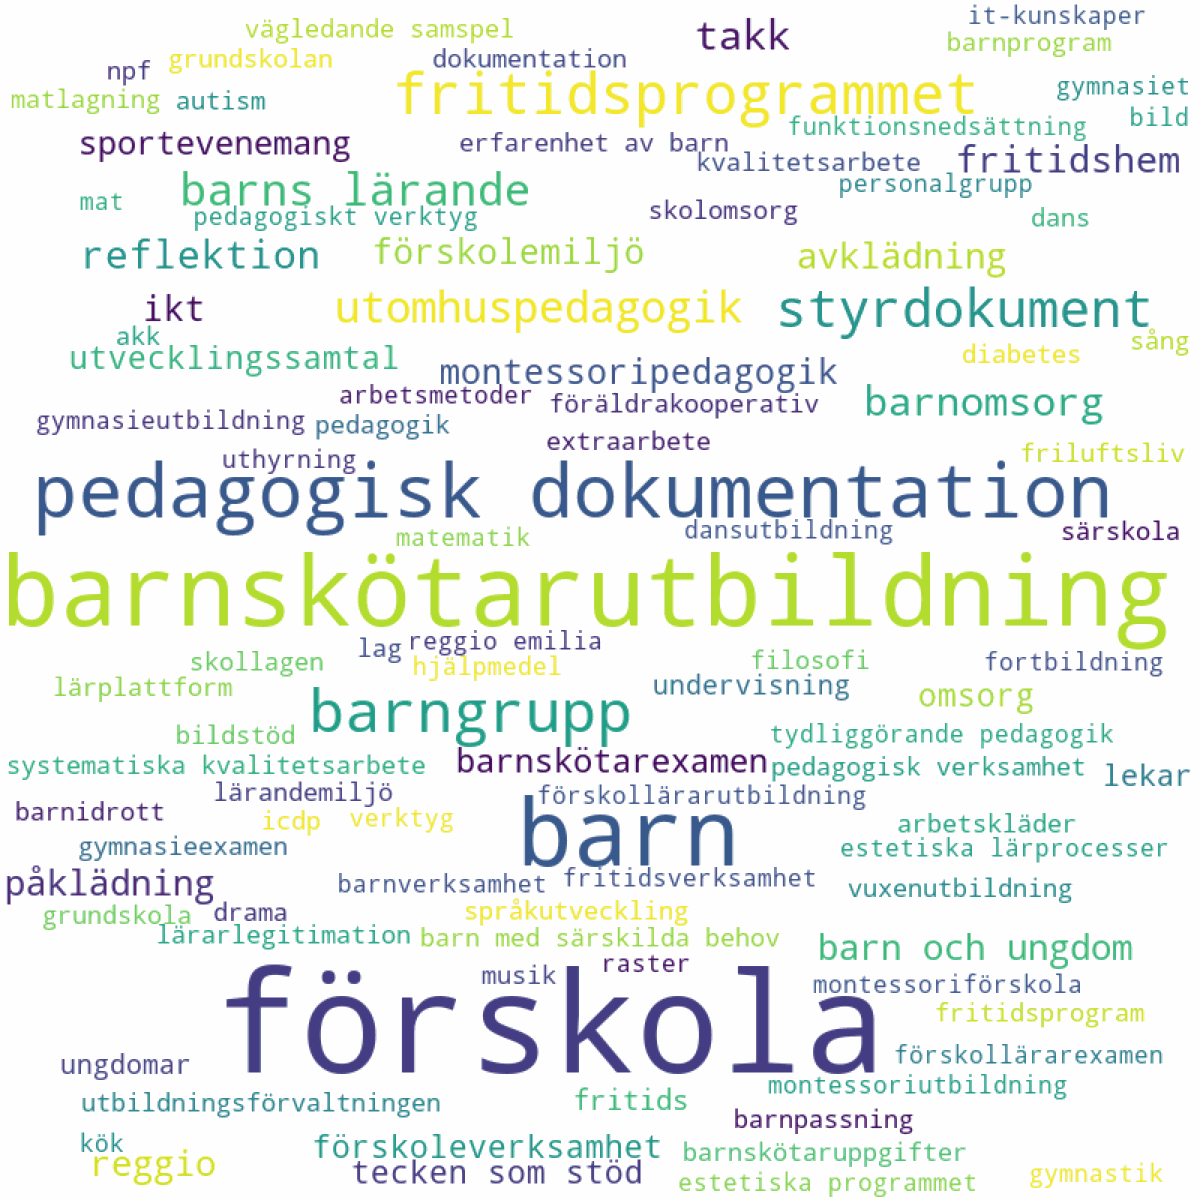 it-kunskaper
vägledande samspel
takk
barnprogram
grundskolan
dokumentation
npf
fritidsprogrammet
gymnasiet
matlagning
autism
bild
funktionsnedsättning
sportevenemang
erfarenhet av barn
kvalitetsarbete
fritidshem
barns lärande
personalgrupp
mat
pedagogiskt verktyg
skolomsorg
dans
reflektion
förskolemiljö
avklädning
ikt
utomhuspedagogik
styrdokument
akk
sång
utvecklingssamtal
diabetes
montessoripedagogik
arbetsmetoder
föräldrakooperativ
barnomsorg
gymnasieutbildning
pedagogik
extraarbete
uthyrning
friluftsliv
pedagogisk dokumentation
matematik
dansutbildning
särskola
barnskötarutbildning
lag
reggio emilia
skollagen
hjälpmedel
filosofi
fortbildning
lärplattform
undervisning
omsorg
barngrupp
bildstöd
tydliggörande pedagogik
systematiska kvalitetsarbete
barnskötarexamen
pedagogisk verksamhet
lekar
lärandemiljö
förskollärarutbildning
barnidrott
icdp
verktyg
barn
arbetskläder
gymnasieexamen
estetiska lärprocesser
påklädning
barnverksamhet
fritidsverksamhet
vuxenutbildning
grundskola
drama
språkutveckling
lärarlegitimation
barn med särskilda behov
barn och ungdom
raster
musik
montessoriförskola
förskola
fritidsprogram
ungdomar
förskollärarexamen
montessoriutbildning
utbildningsförvaltningen
fritids
barnpassning
kök
förskoleverksamhet
barnskötaruppgifter
reggio
tecken som stöd
gymnastik
estetiska programmet